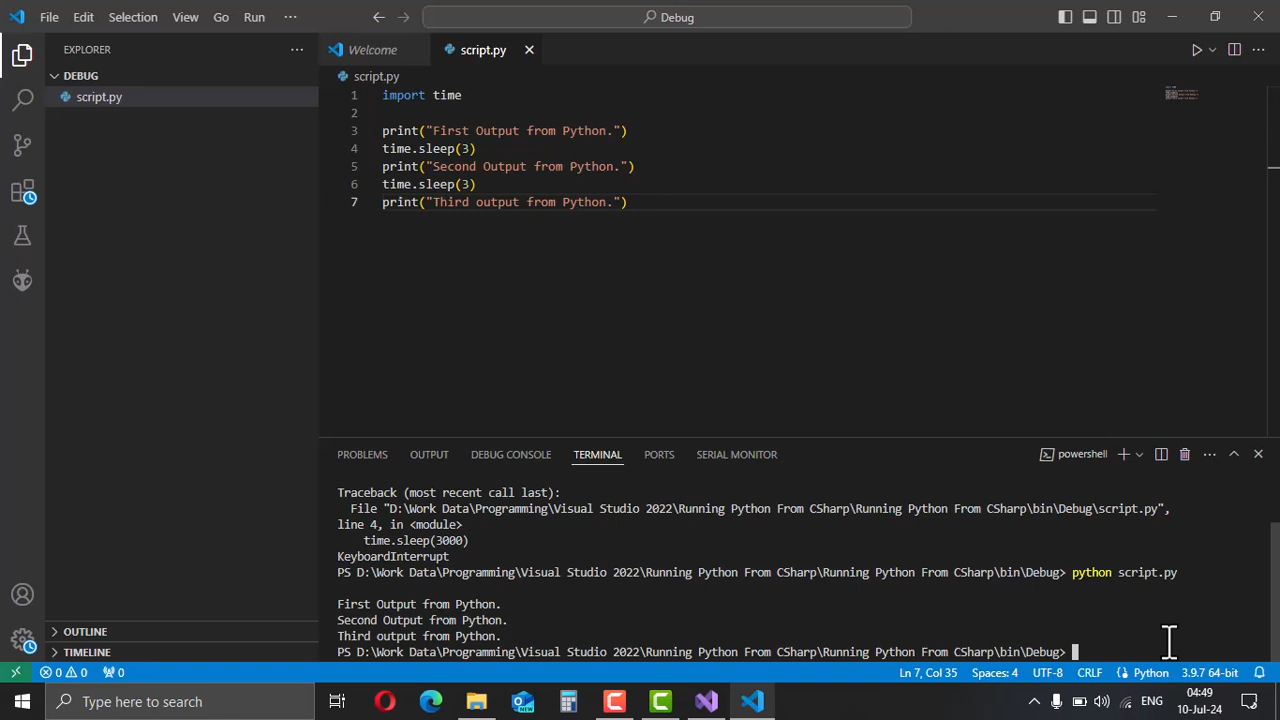 File Edit Selection View Go Run ··· Debug
EXPLORER ···
DEBUG
script.py
OUTLINE
TIMELINE
Welcome script.py
script.py
1 import time
2
3 print("First Output from Python.")
4 time.sleep(3)
5 print("Second Output from Python.")
6 time.sleep(3)
7 print("Third output from Python.")
PROBLEMS OUTPUT DEBUG CONSOLE TERMINAL PORTS SERIAL MONITOR powershell
Traceback (most recent call last):
File "D:\Work Data\Programming\Visual Studio 2022\Running Python From CSharp\Running Python From CSharp\bin\Debug\script.py",
line 4, in <module>
time.sleep(3000)
KeyboardInterrupt
PS D:\Work Data\Programming\Visual Studio 2022\Running Python From CSharp\Running Python From CSharp\bin\Debug> python script.py
First Output from Python.
Second Output from Python.
Third output from Python.
PS D:\Work Data\Programming\Visual Studio 2022\Running Python From CSharp\Running Python From CSharp\bin\Debug>
0 0 0 Ln 7, Col 35 Spaces: 4 UTF-8 CRLF Python 3.9.7 64-bit
Type here to search NEW ENG 04:49
10-Jul-24